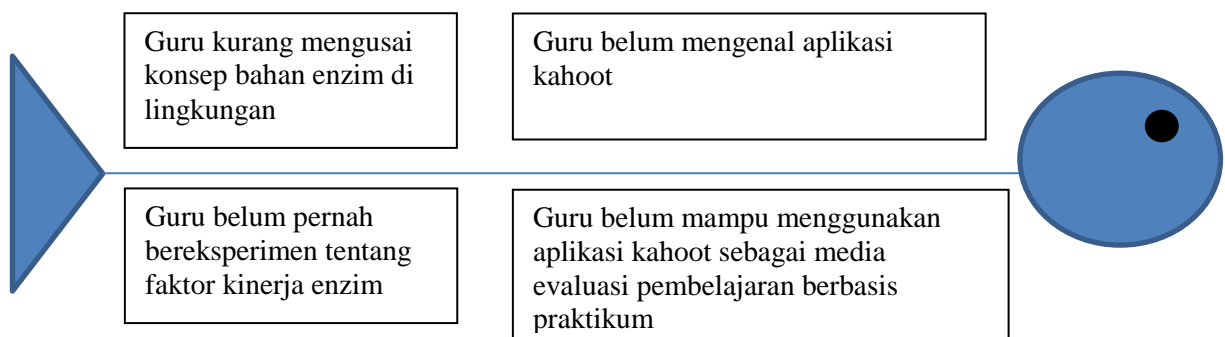 Guru kurang mengusai
konsep bahan enzim di
lingkungan
Guru belum mengenal aplikasi
kahoot
Guru belum pernah
bereksperimen tentang
faktor kinerja enzim
Guru belum mampu menggunakan
aplikasi kahoot sebagai media
evaluasi pembelajaran berbasis
praktikum